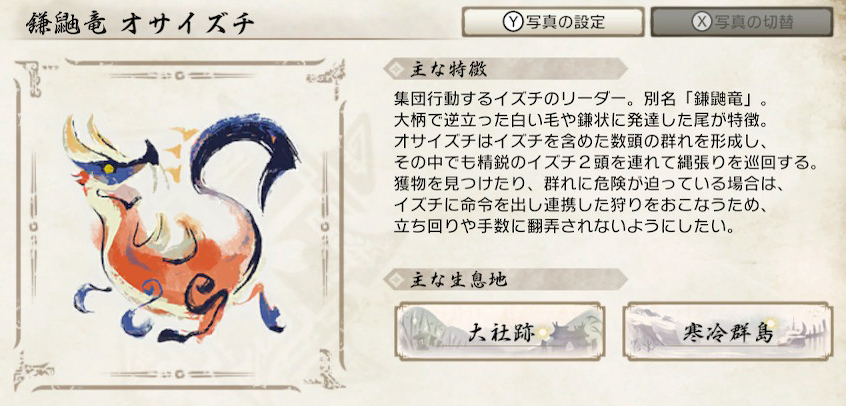 鎌鼬竜 オサイズチ
Ⓨ写真の設定
Ⓧ写真の切替
主な特徴
集団行動するイズチのリーダー。別名「鎌鼬竜」。
大柄で逆立った白い毛や鎌状に発達した尾が特徴。
オサイズチはイズチを含めた数頭の群れを形成し、
その中でも精鋭のイズチ2頭を連れて縄張りを巡回する。
獲物を見つけたり、群れに危険が迫っている場合は、
イズチに命令を出し連携した狩りをおこなうため、
立ち回りや手数に翻弄されないようにしたい。
主な生息地
大社跡
寒冷群島